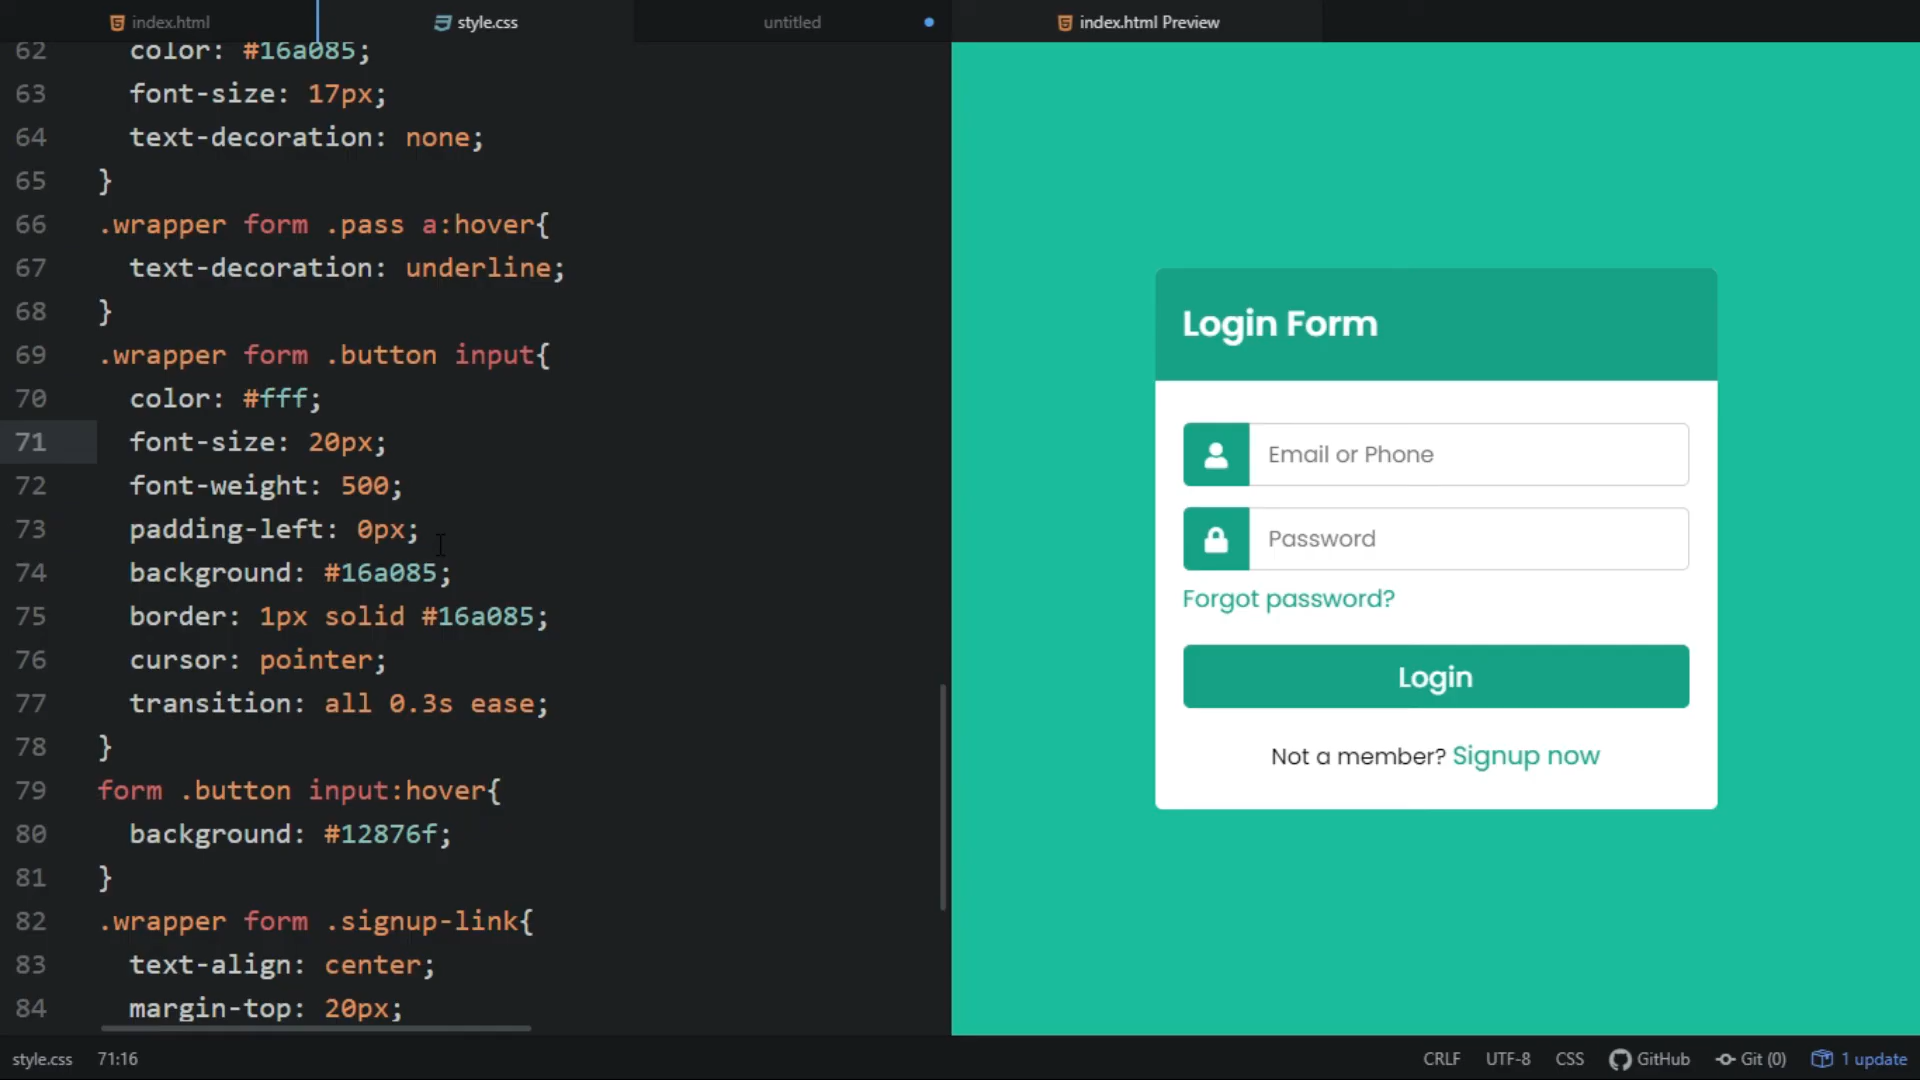 index.html
style.css
untitled
index.html Preview
62 color: #16a085;
63 font-size: 17px;
64 text-decoration: none;
65 }
66 .wrapper form .pass a:hover{
67 text-decoration: underline;
68 }
69 .wrapper form .button input{
70 color: #fff;
71 font-size: 20px;
72 font-weight: 500;
73 padding-left: 0px;
74 background: #16a085;
75 border: 1px solid #16a085;
76 cursor: pointer;
77 transition: all 0.3s ease;
78 }
79 form .button input:hover{
80 background: #12876f;
81 }
82 .wrapper form .signup-link{
83 text-align: center;
84 margin-top: 20px;
Login Form
Email or Phone
Password
Forgot password?
Login
Not a member? Signup now
style.css 71:16
CRLF UTF-8 CSS GitHub Git (0) 1 update